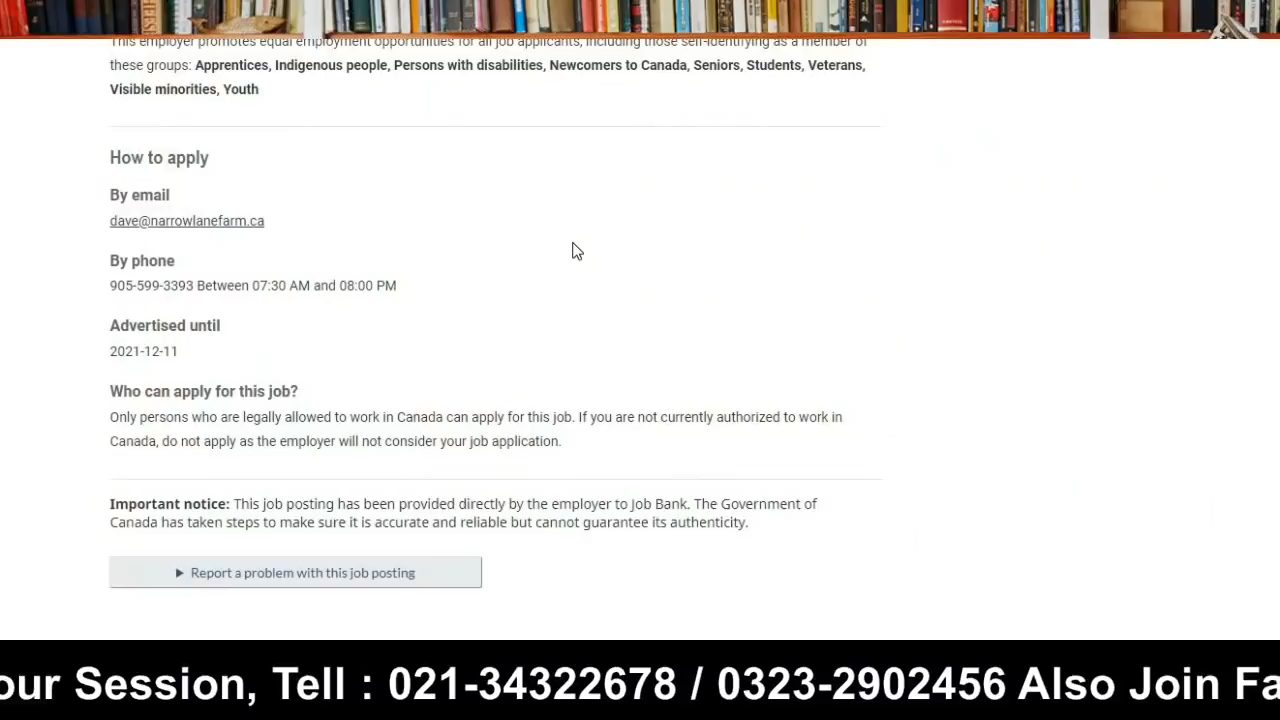 This employer promotes equal employment opportunities for all job applicants, including those self-identifying as a member of
these groups: Apprentices, Indigenous people, Persons with disabilities, Newcomers to Canada, Seniors, Students, Veterans,
Visible minorities, Youth
How to apply
By email
dave@narrowlanefarm.ca
By phone
905-599-3393 Between 07:30 AM and 08:00 PM
Advertised until
2021-12-11
Who can apply for this job?
Only persons who are legally allowed to work in Canada can apply for this job. If you are not currently authorized to work in
Canada, do not apply as the employer will not consider your job application.
Important notice: This job posting has been provided directly by the employer to Job Bank. The Government of
Canada has taken steps to make sure it is accurate and reliable but cannot guarantee its authenticity.
► Report a problem with this job posting
our Session, Tell : 021-34322678 / 0323-2902456 Also Join Fa